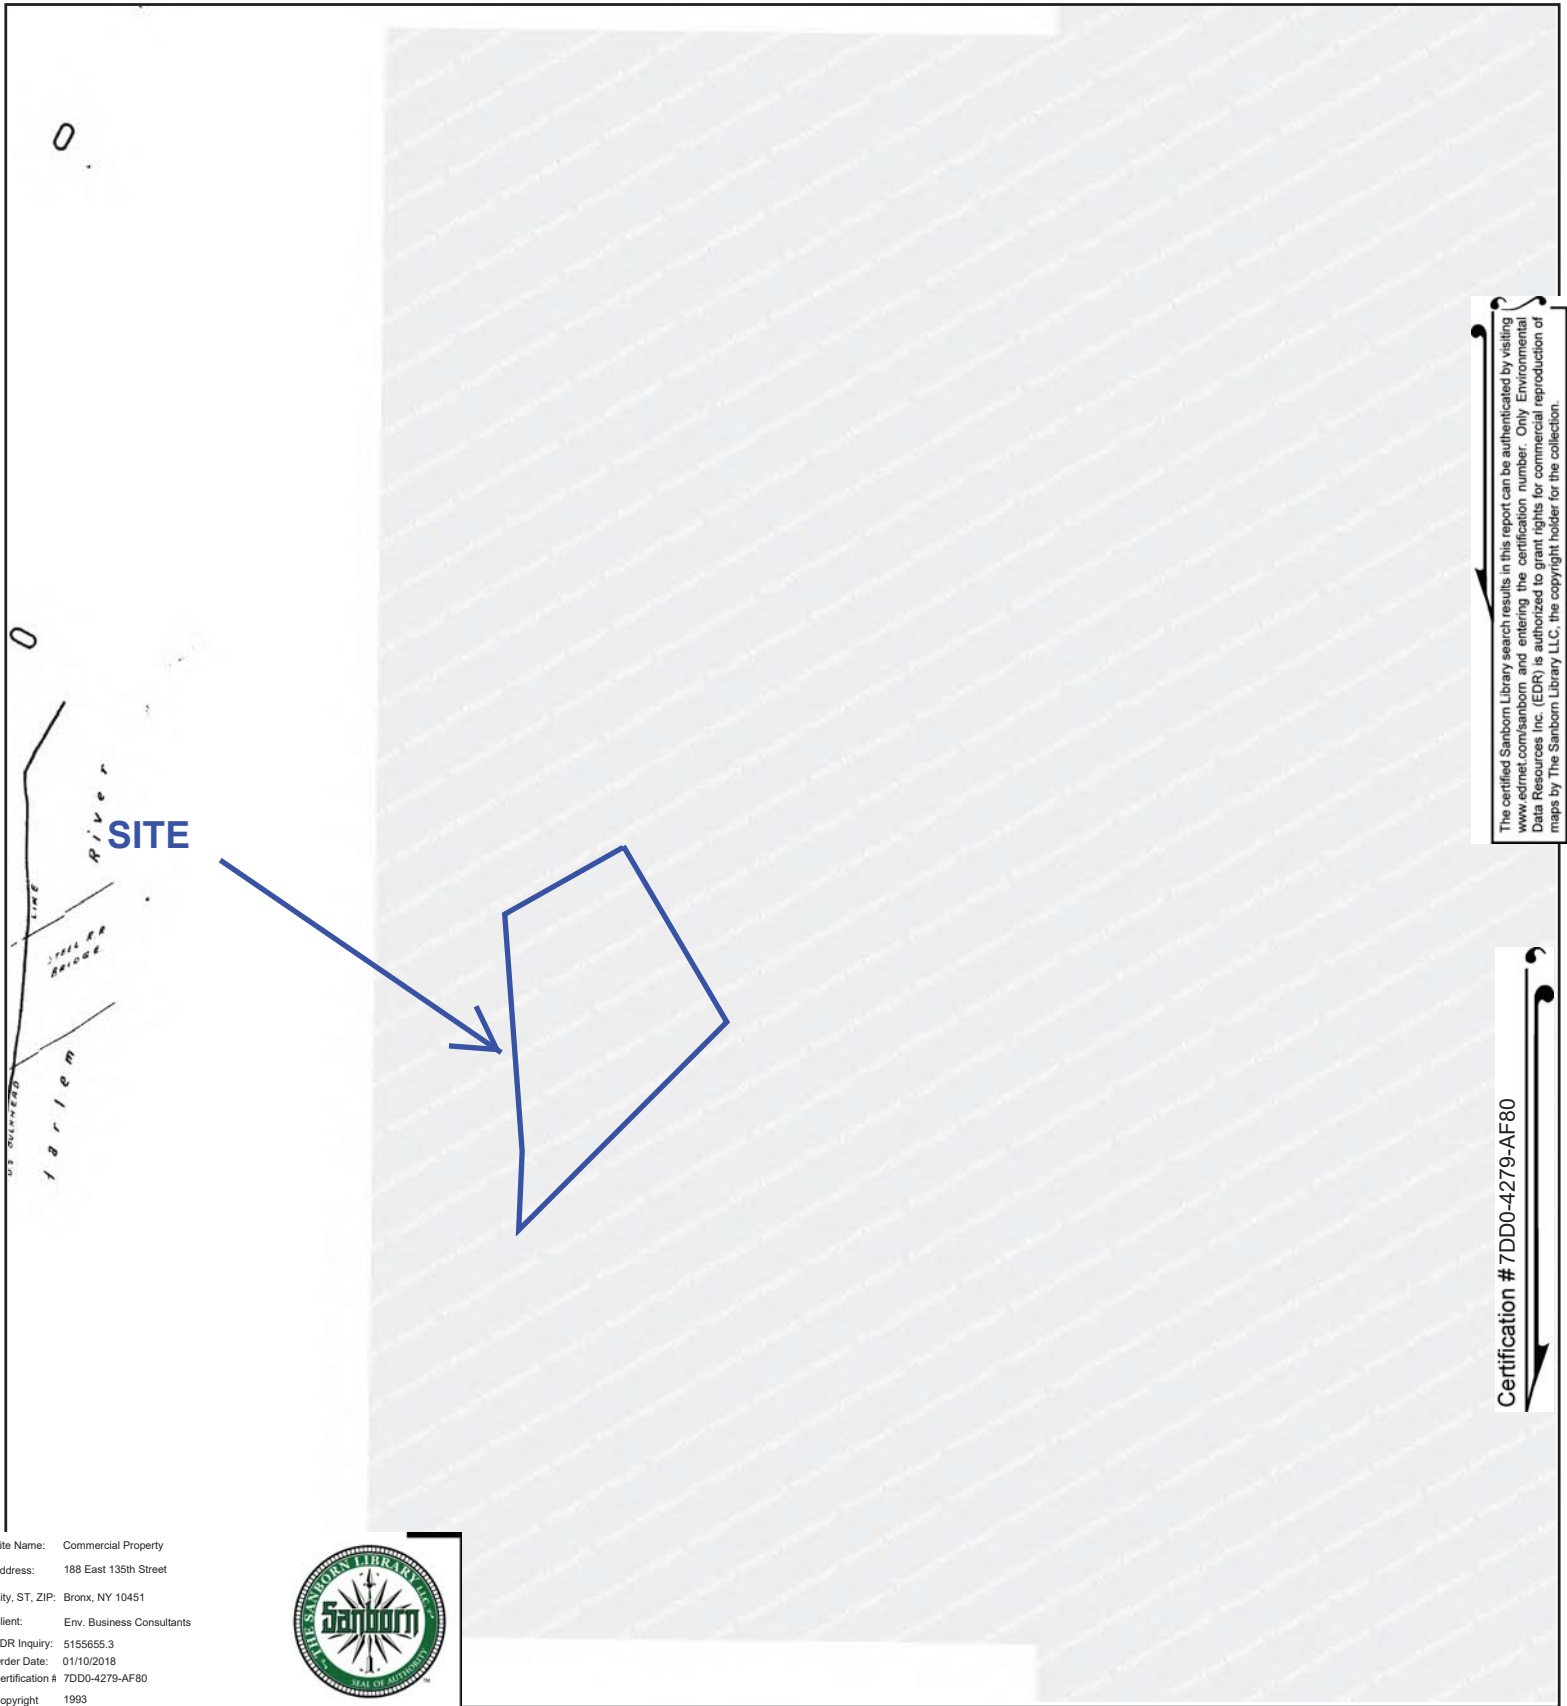 River
SITE
LINE
STEEL R.R.
BRIDGE
BULKHEAD
arlem
The certified Sanborn Library search results in this report can be authenticated by visiting
www.edrnet.com/sanborn and entering the certification number. Only Environmental
Data Resources Inc. (EDR) is authorized to grant rights for commercial reproduction of
maps by The Sanborn Library LLC, the copyright holder for the collection.
Certification # 7DD0-4279-AF80
ite Name: Commercial Property
ddress: 188 East 135th Street
ity, ST, ZIP: Bronx, NY 10451
lient: Env. Business Consultants
DR Inquiry: 5155655.3
rder Date: 01/10/2018
ertification # 7DD0-4279-AF80
opyright 1993
THE SANBORN LIBRARY, LLC
Sanborn
SEAL OF AUTHORITY
™